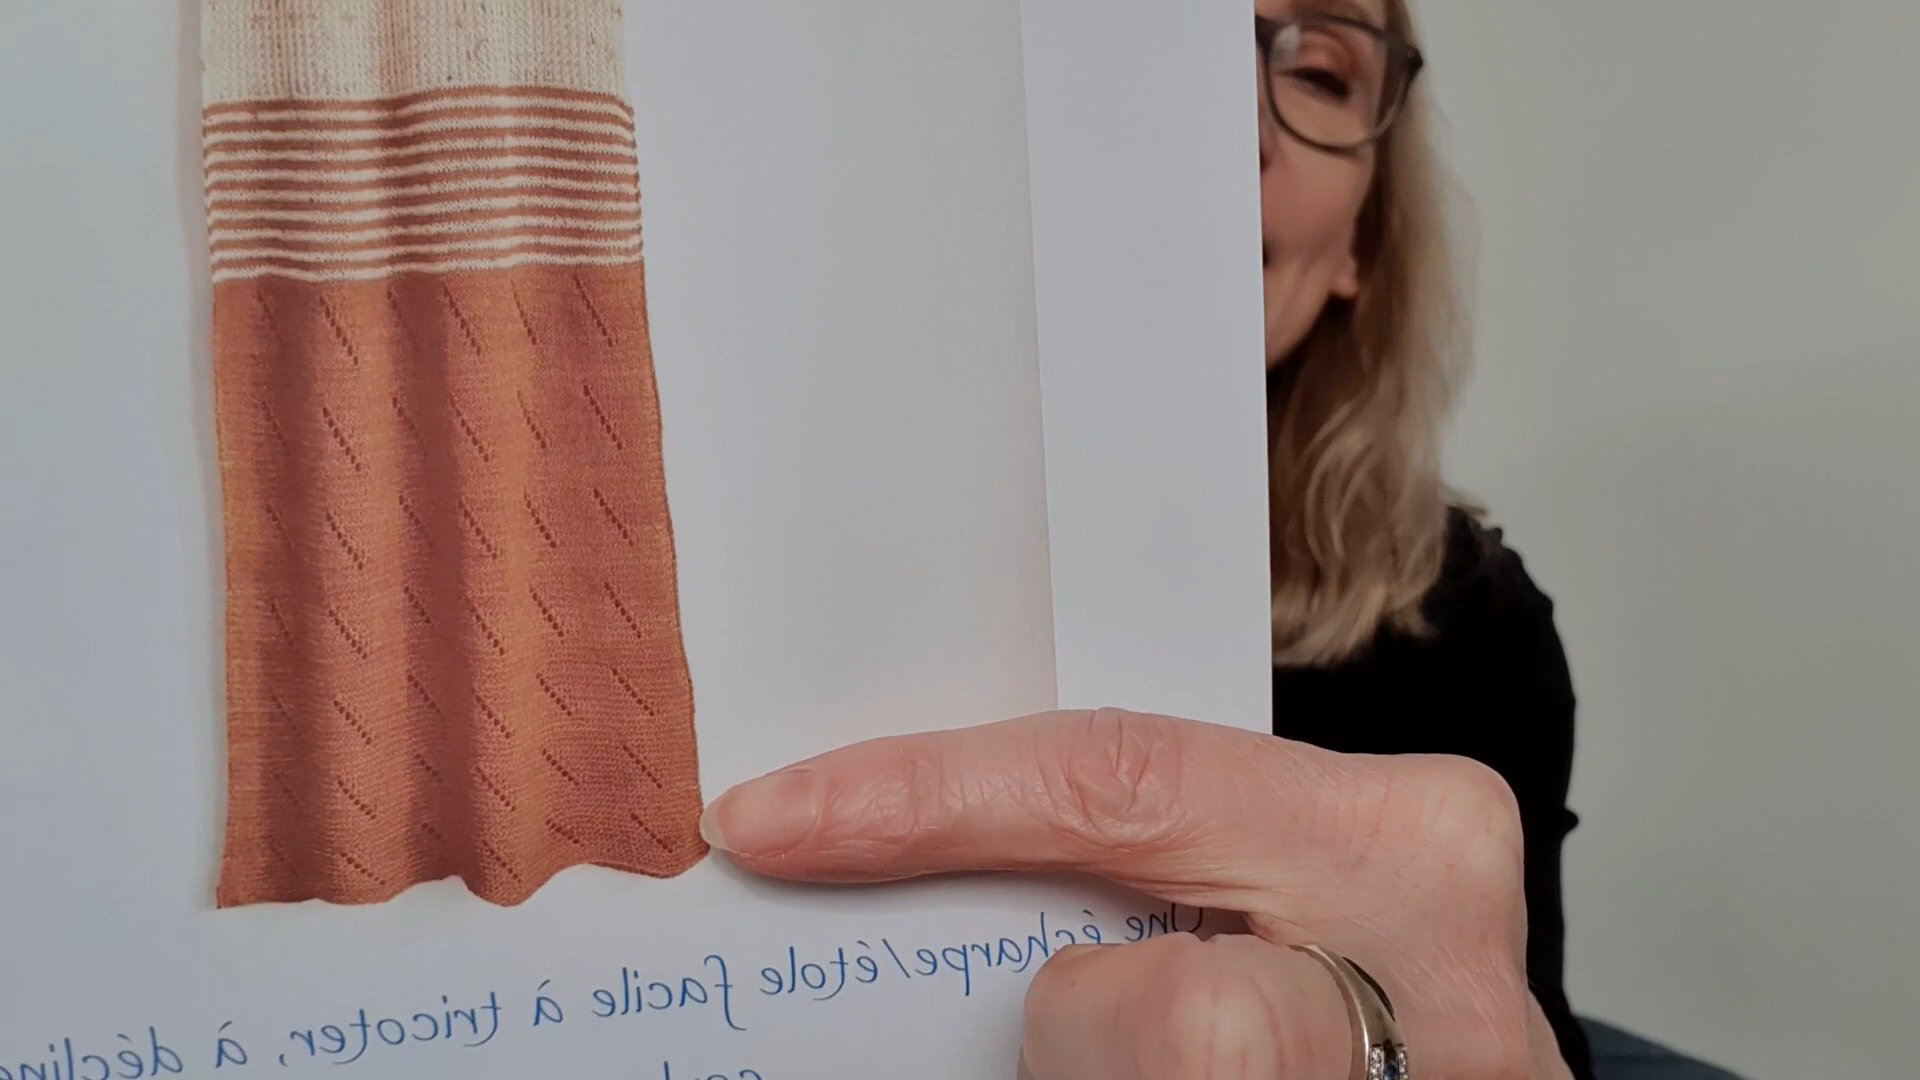 Une écharpe/étole facile à tricoter, à décline